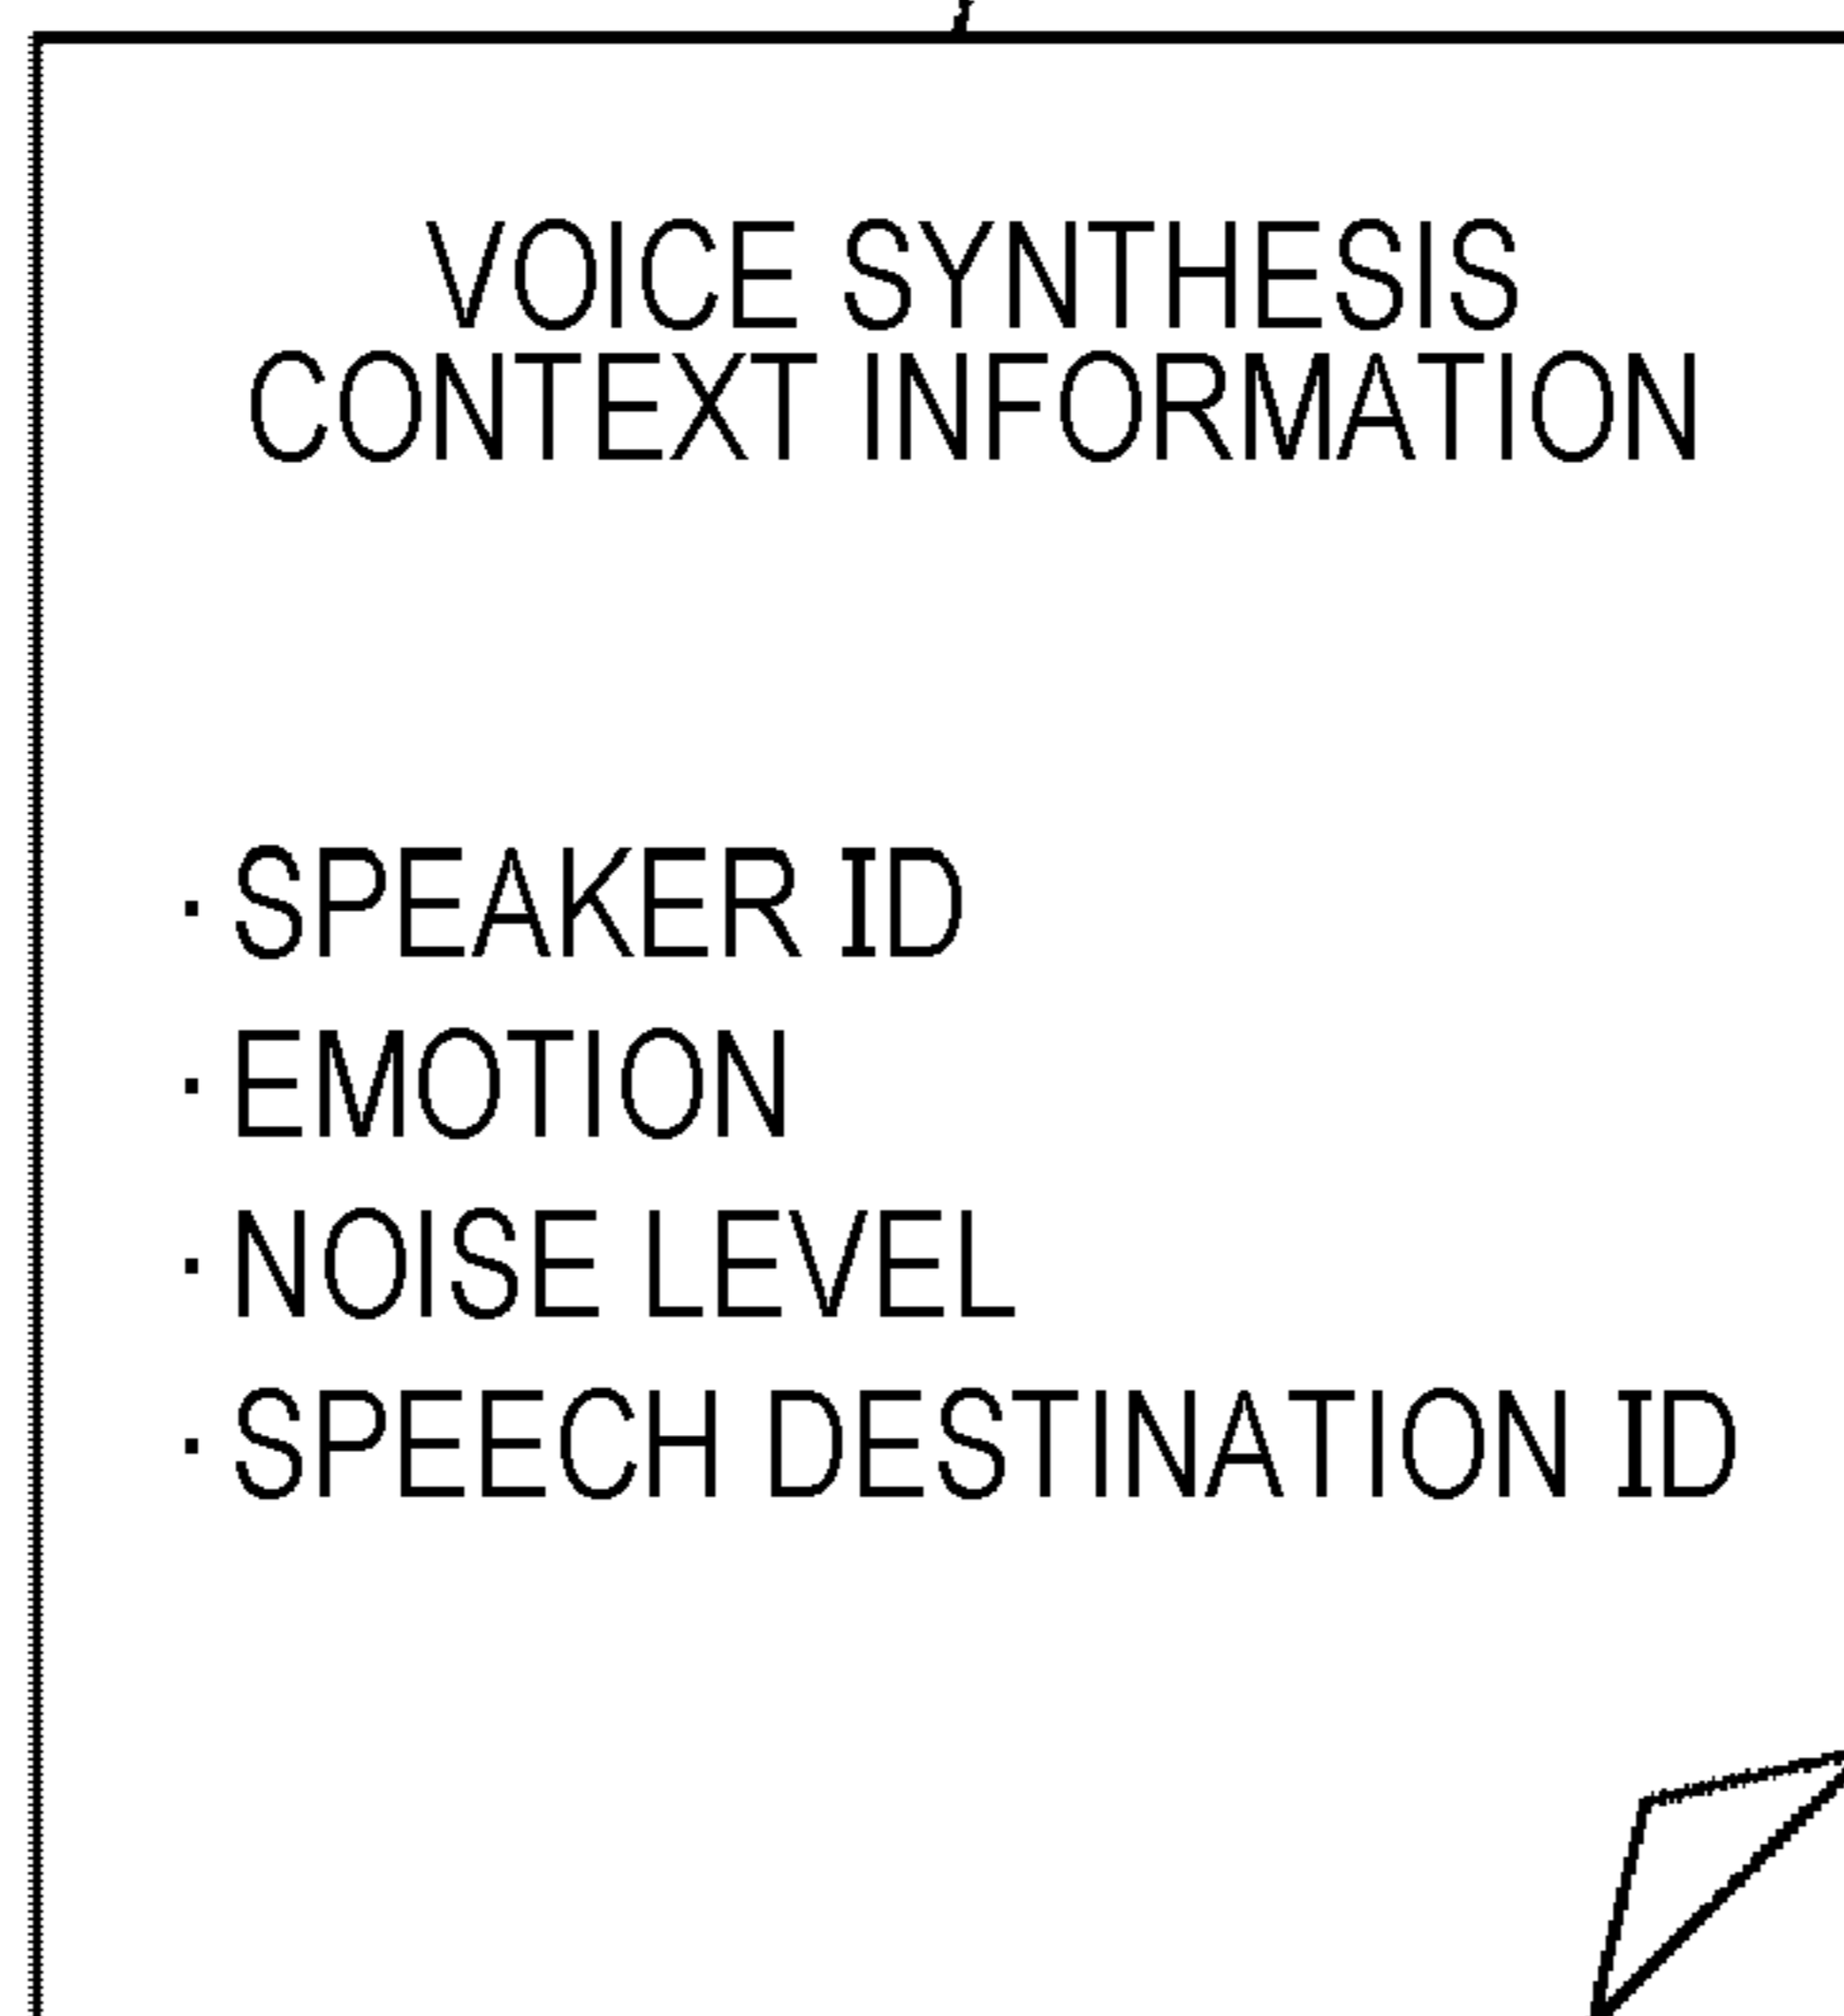 VOICE SYNTHESIS
CONTEXT INFORMATION
· SPEAKER ID
· EMOTION
· NOISE LEVEL
· SPEECH DESTINATION ID